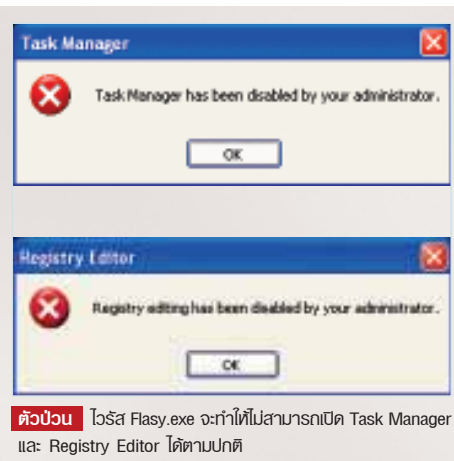 Task Manager
Task Manager has been disabled by your administrator.
OK
Registry Editor
Registry editing has been disabled by your administrator.
OK
ตัวป่วน ไวรัส Flasy.exe จะทำให้ไม่สามารถเปิด Task Manager
และ Registry Editor ได้ตามปกติ